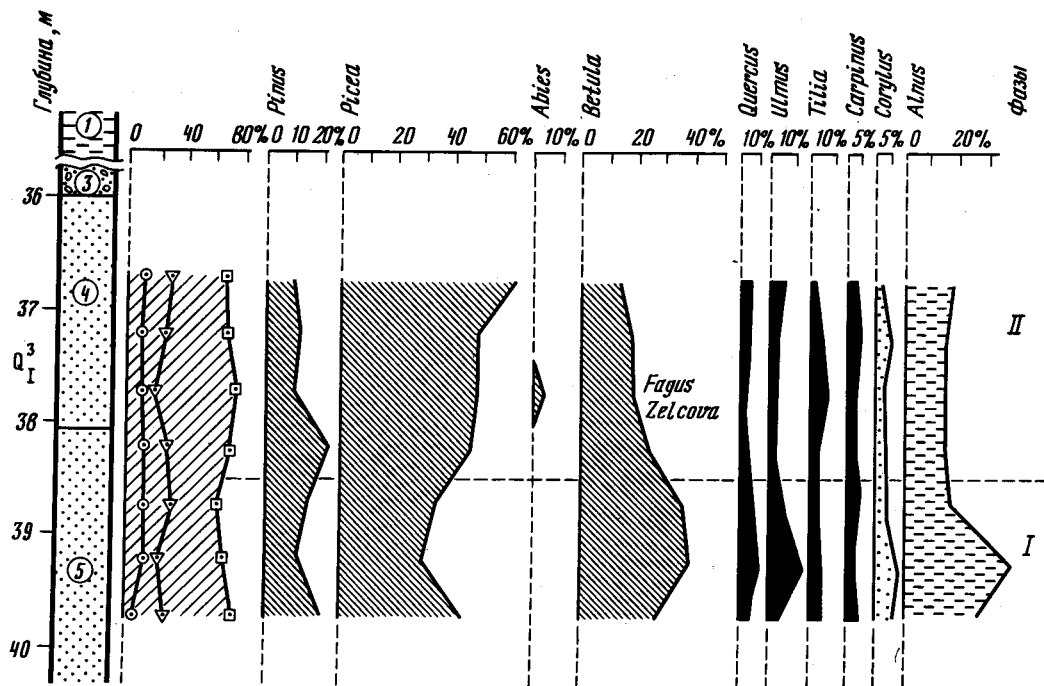 Глубина, м
Pinus
Picea
Abies
Betula
Quercus
Ulmus
Tilia
Carpinus
Corylus
Alnus
Фазы
0 40 80%
0 10 20%
0 20 40 60%
0 10%
0 20 40%
10%
10%
10%
5%
5%
0 20%
1
3
36
4
37
II
Q 3 I
Fagus
Zelcova
38
39
I
5
40